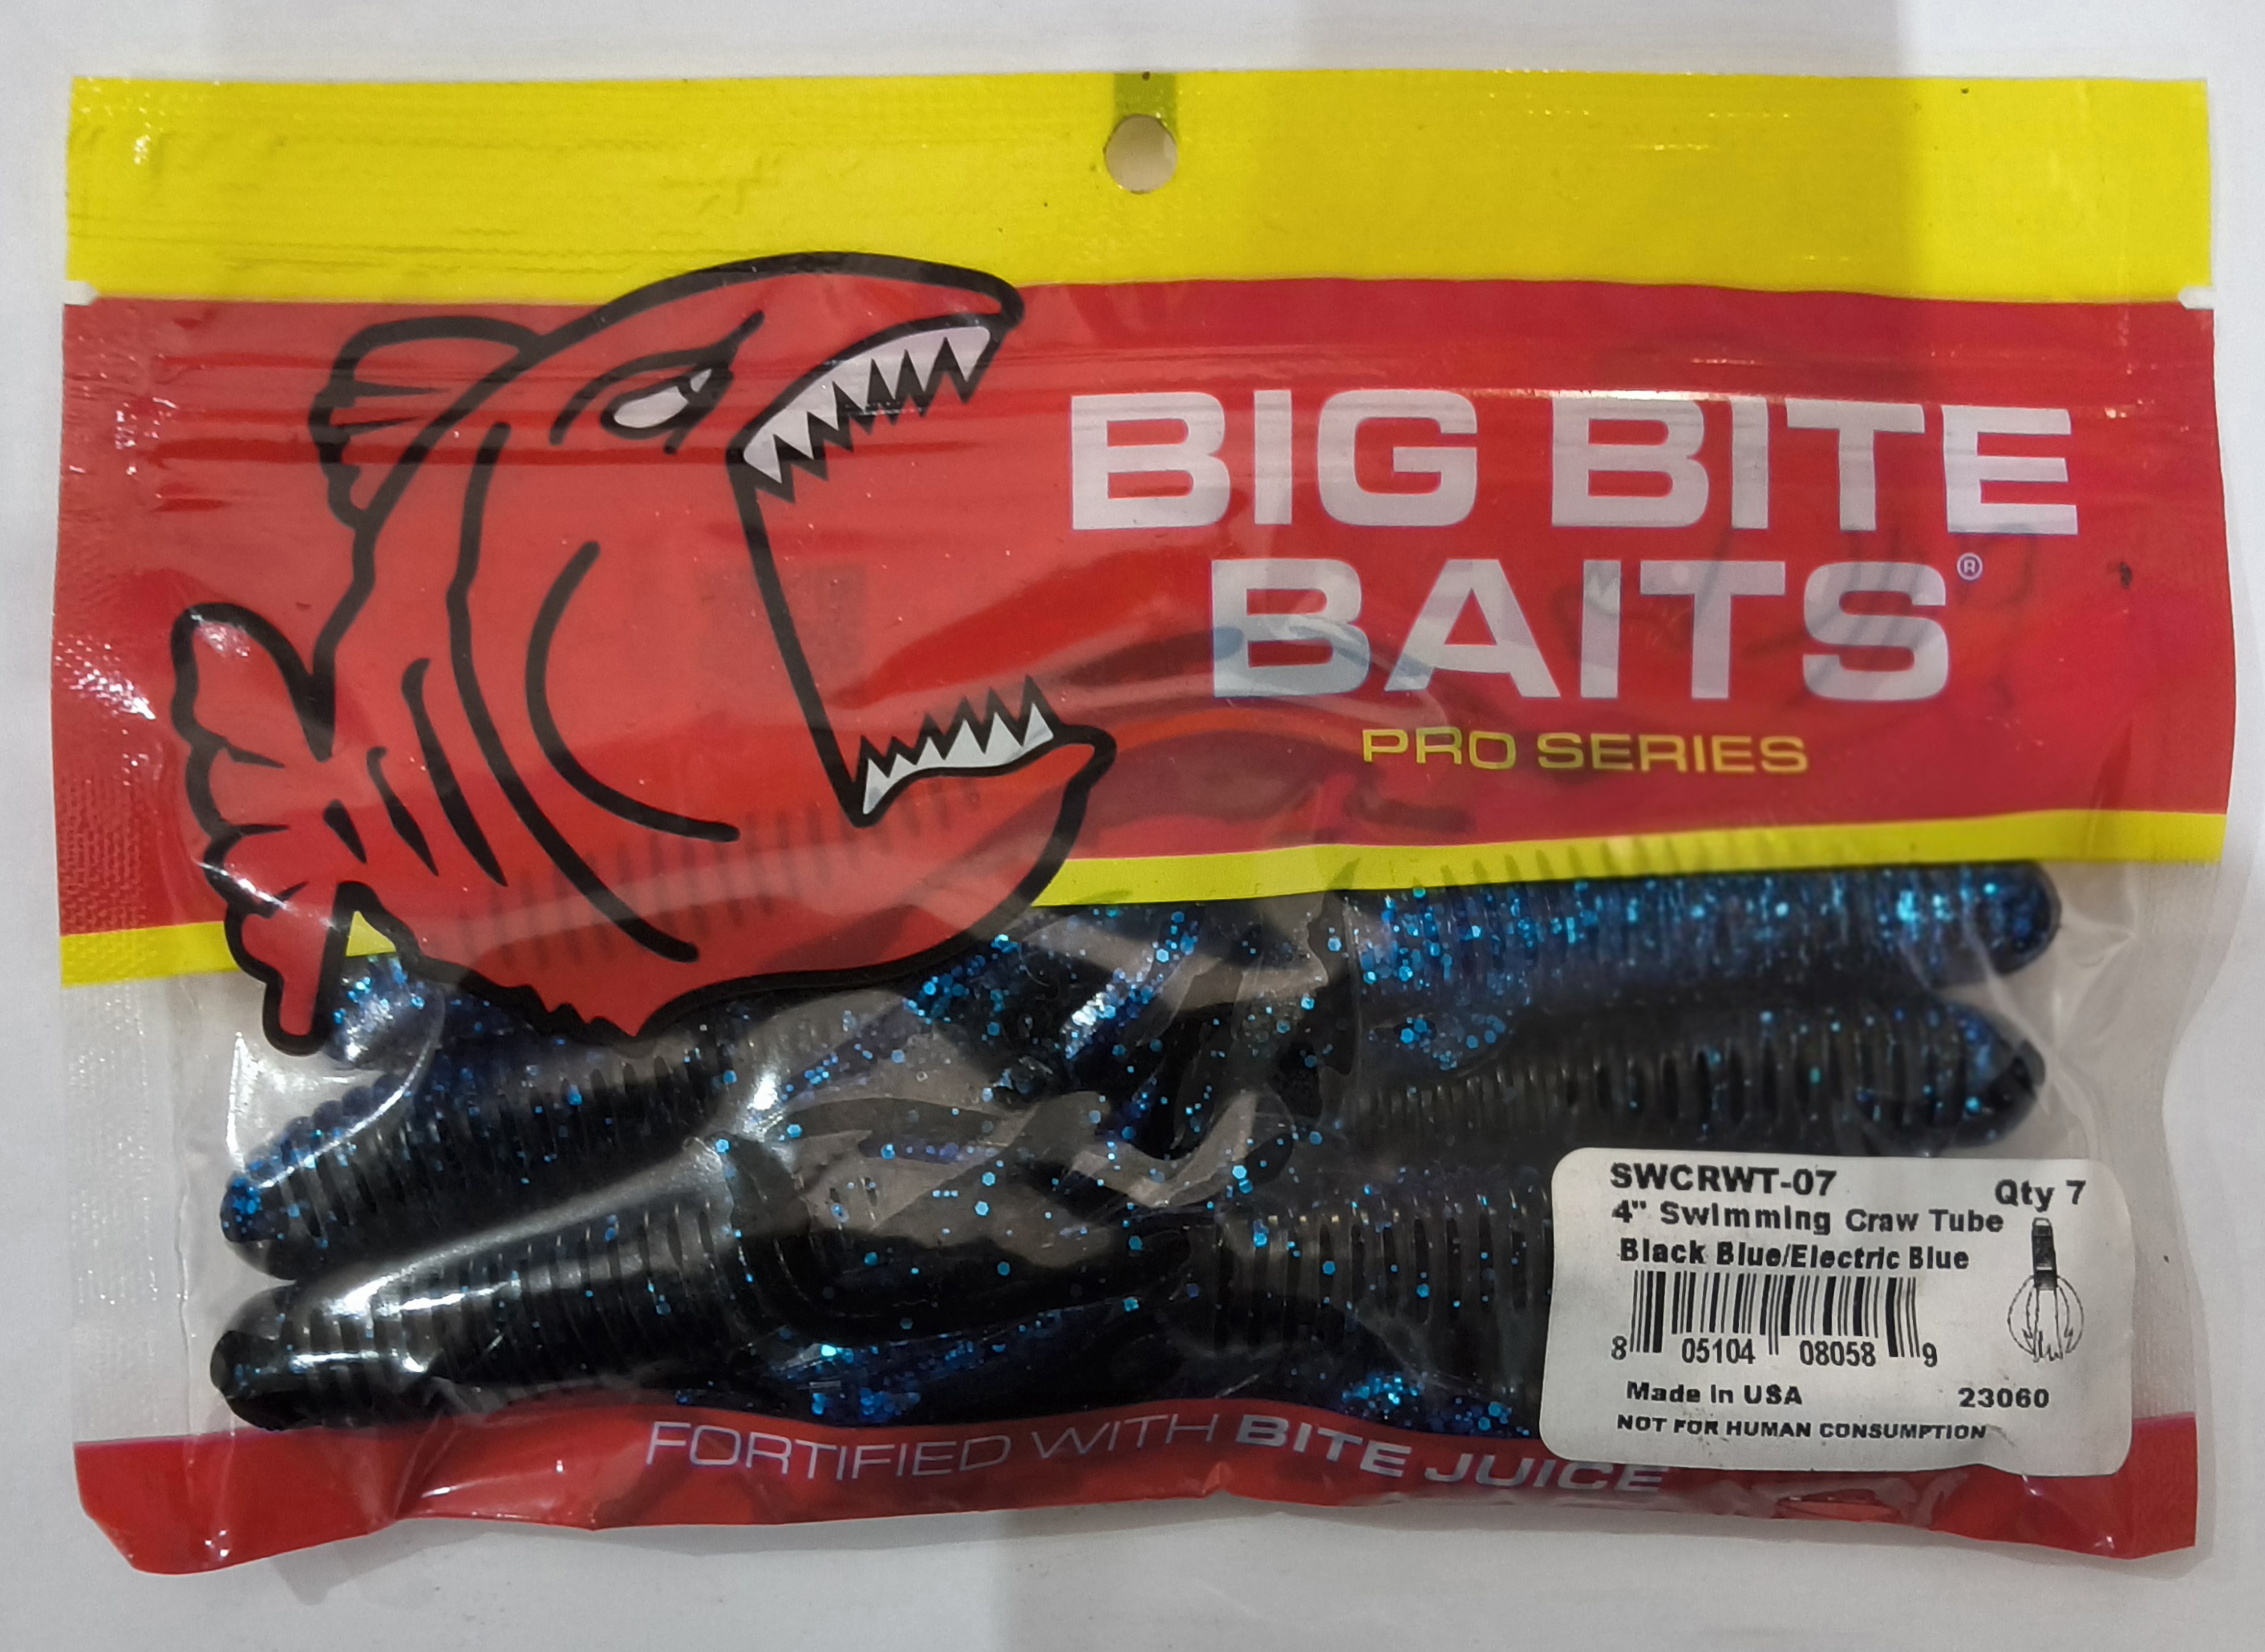 BIG BITE
BAITS®
PRO SERIES
SWCRWT-07
Qty 7
4" Swimming Craw Tube
Black Blue/Electric Blue
8 05104 08058 9
Made in USA 23060
NOT FOR HUMAN CONSUMPTION
FORTIFIED WITH BITE JUICE